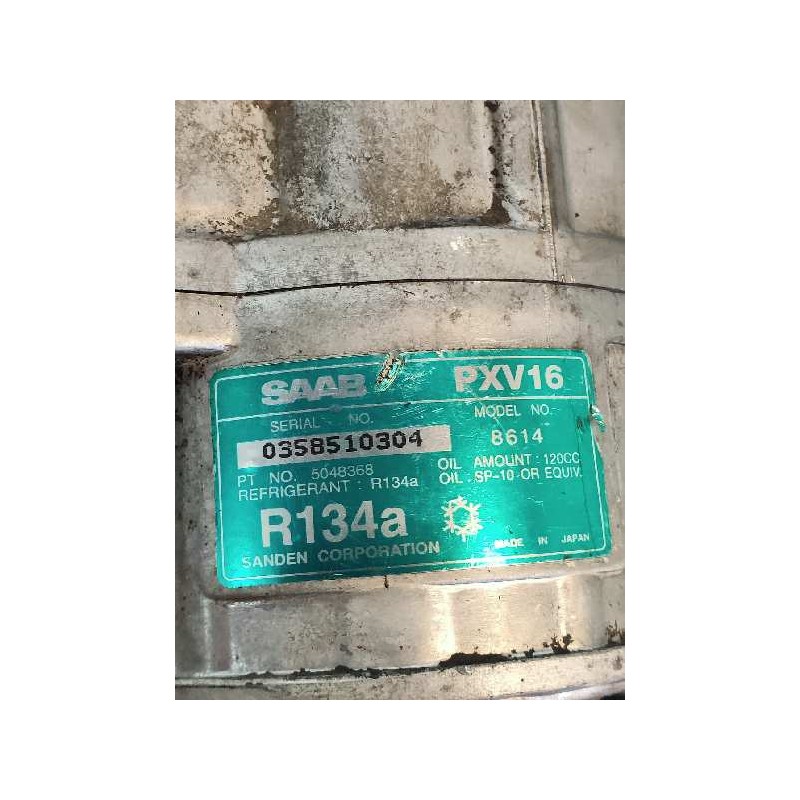 SAAB PXV16
SERIAL NO. MODEL NO.
0358510304 8614
PT NO. 5048368 OIL AMOUNT : 120CC
REFRIGERANT : R134a OIL . SP-10 OR EQUIV.
R134a
SANDEN CORPORATION MADE IN JAPAN